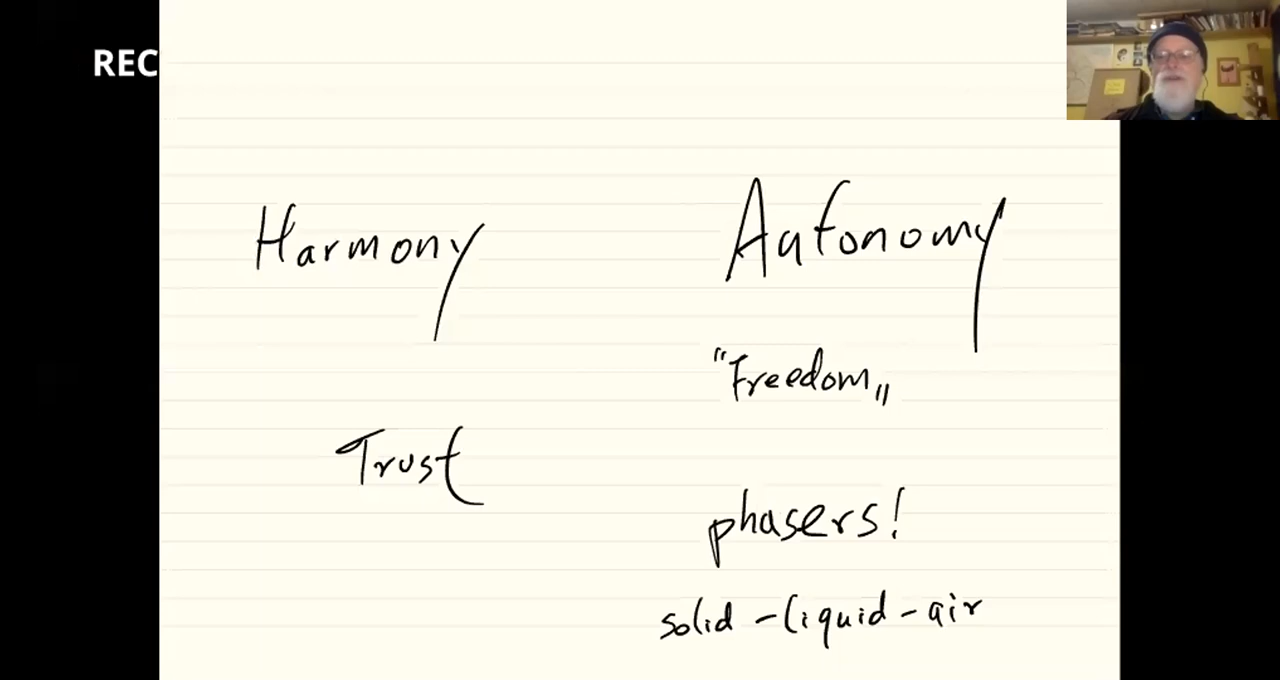 REC
Harmony
Autonomy
"Freedom„
Trust
phasers!
solid - liquid - air